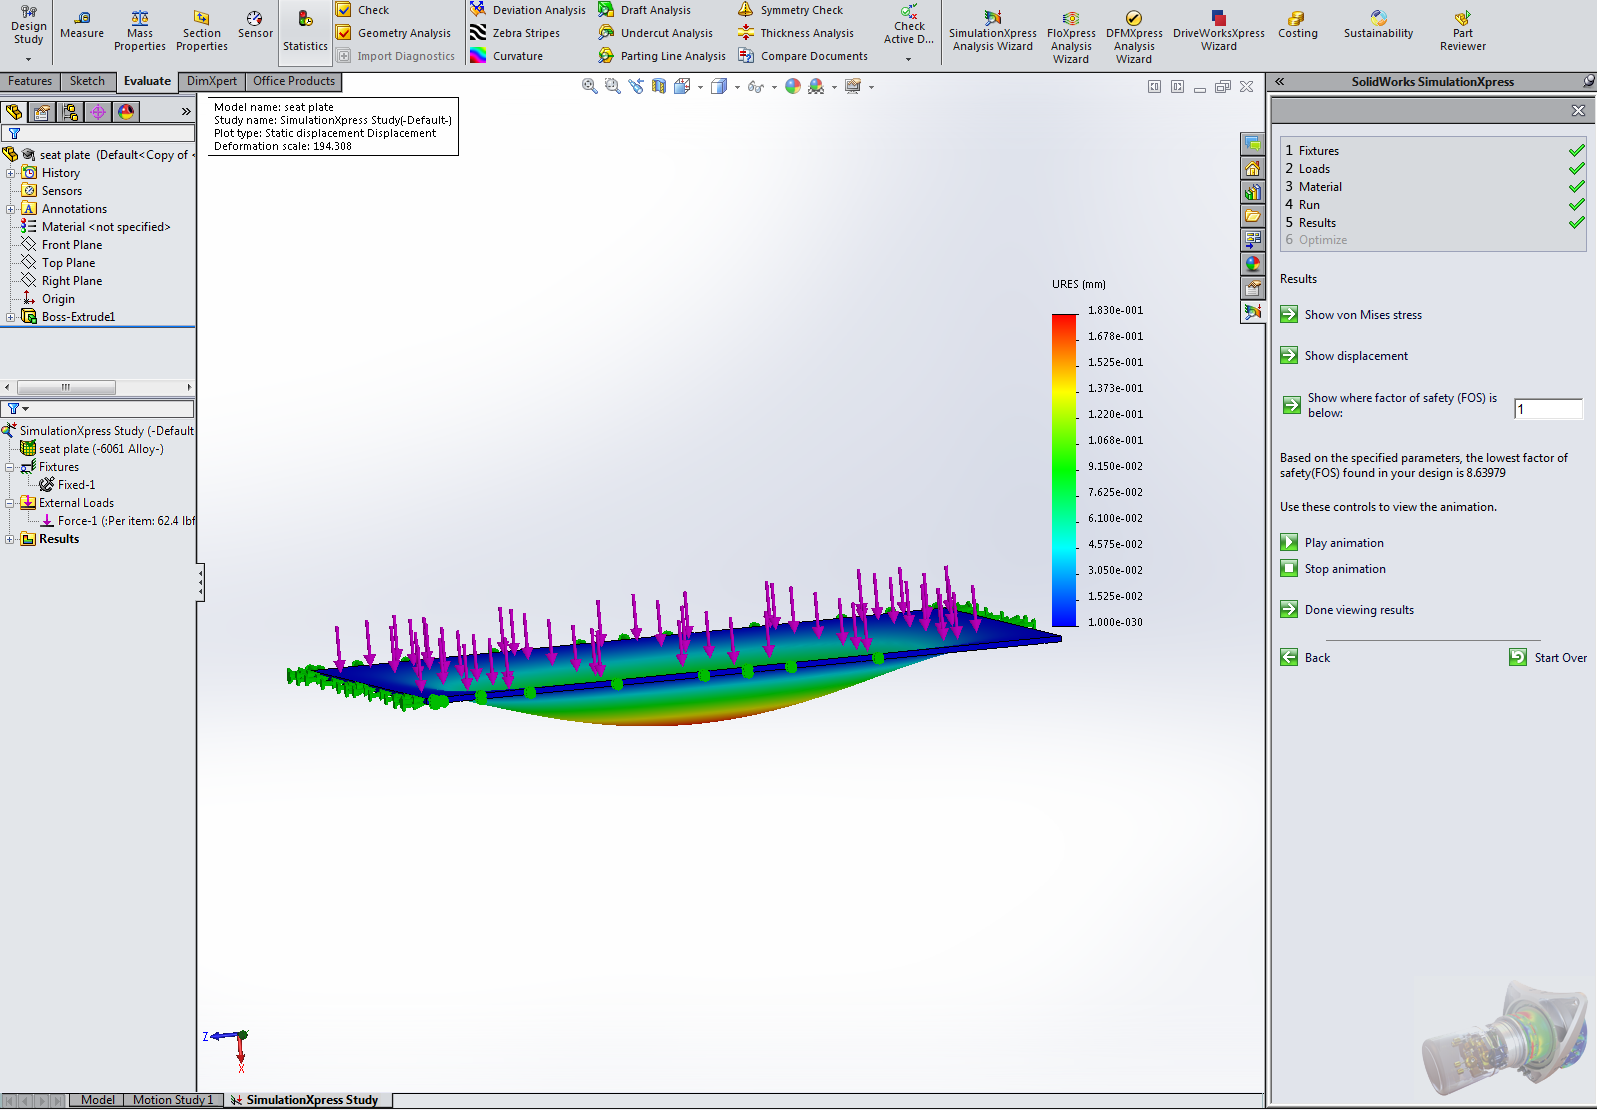 Design
Study
Measure
Mass
Properties
Section
Properties
Sensor
Statistics
Check
Geometry Analysis
Import Diagnostics
Deviation Analysis
Zebra Stripes
Curvature
Draft Analysis
Undercut Analysis
Parting Line Analysis
Symmetry Check
Thickness Analysis
Compare Documents
Check
Active D...
SimulationXpress
Analysis Wizard
FloXpress
Analysis
Wizard
DFMXpress
Analysis
Wizard
DriveWorksXpress
Wizard
Costing
Sustainability
Part
Reviewer
Features
Sketch
Evaluate
DimXpert
Office Products
SolidWorks SimulationXpress
seat plate (Default<Copy of
History
Sensors
Annotations
Material <not specified>
Front Plane
Top Plane
Right Plane
Origin
Boss-Extrude1
SimulationXpress Study (-Default
seat plate (-6061 Alloy-)
Fixtures
Fixed-1
External Loads
Force-1 (:Per item: 62.4 lbf
Results
Model name: seat plate
Study name: SimulationXpress Study(-Default-)
Plot type: Static displacement Displacement
Deformation scale: 194.308
URES (mm)
1.830e-001
1.678e-001
1.525e-001
1.373e-001
1.220e-001
1.068e-001
9.150e-002
7.625e-002
6.100e-002
4.575e-002
3.050e-002
1.525e-002
1.000e-030
Z
X
1 Fixtures
2 Loads
3 Material
4 Run
5 Results
6 Optimize
Results
Show von Mises stress
Show displacement
Show where factor of safety (FOS) is
below:
1
Based on the specified parameters, the lowest factor of
safety(FOS) found in your design is 8.63979
Use these controls to view the animation.
Play animation
Stop animation
Done viewing results
Back
Start Over
Model
Motion Study 1
SimulationXpress Study